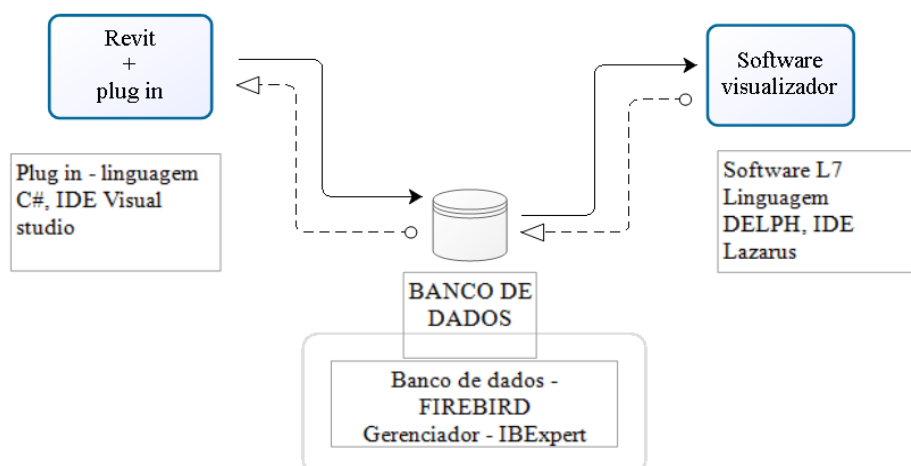 Revit
+
plug in
Software
visualizador
Plug in - linguagem
C#, IDE Visual
studio
Software L7
Linguagem
DELPH, IDE
Lazarus
BANCO DE
DADOS
Banco de dados -
FIREBIRD
Gerenciador - IBExpert